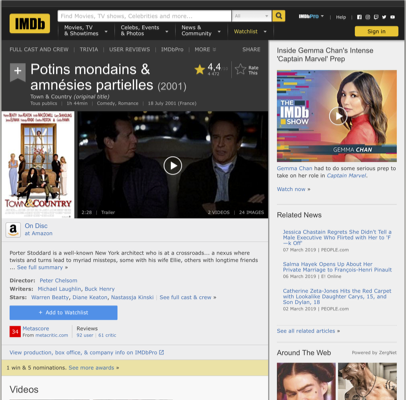 IMDb
Find Movies, TV shows, Celebrities and more...
All
IMDbPro
Help
Movies, TV & Showtimes
Celebs, Events & Photos
News & Community
Watchlist
Sign in
FULL CAST AND CREW | TRIVIA | USER REVIEWS | IMDbPro | MORE
SHARE
Potins mondains &
amnésies partielles (2001)
Town & Country (original title)
Tous publics | 1h 44min | Comedy, Romance | 18 July 2001 (France)
4,4
Rate
This
TOWN & COUNTRY
2:28 | Trailer
2 VIDEOS | 24 IMAGES
On Disc
at Amazon
Porter Stoddard is a well-known New York architect who is at a crossroads... a nexus where
twists and turns lead to myriad missteps, some with his wife Ellie, others with longtime friends
... See full summary »
Director: Peter Chelsom
Writers: Michael Laughlin, Buck Henry
Stars: Warren Beatty, Diane Keaton, Nastassja Kinski | See full cast & crew »
+ Add to Watchlist
34
Metascore
From metacritic.com
Reviews
92 user | 61 critic
View production, box office, & company info on IMDbPro
1 win & 5 nominations. See more awards »
Videos
Inside Gemma Chan's Intense
'Captain Marvel' Prep
THE
IMDb
SHOW
GEMMA CHAN
Gemma Chan had to do some serious prep to
take on her role in Captain Marvel.
Watch now »
Related News
Jessica Chastain Regrets She Didn't Tell a
Male Executive Who Flirted with Her to 'F
—k Off'
07 March 2019 | PEOPLE.com
Samuel Hayek Opens Up About Her
Private Marriage to François-Henri Pinault
06 March 2019 | E! Online
Catherine Zeta-Jones Hits the Red Carpet
with Lookalike Daughter Carys, 15, and
Son Dylan, 18
06 March 2019 | PEOPLE.com
See all related articles »
Around The Web
Powered by ZergNet